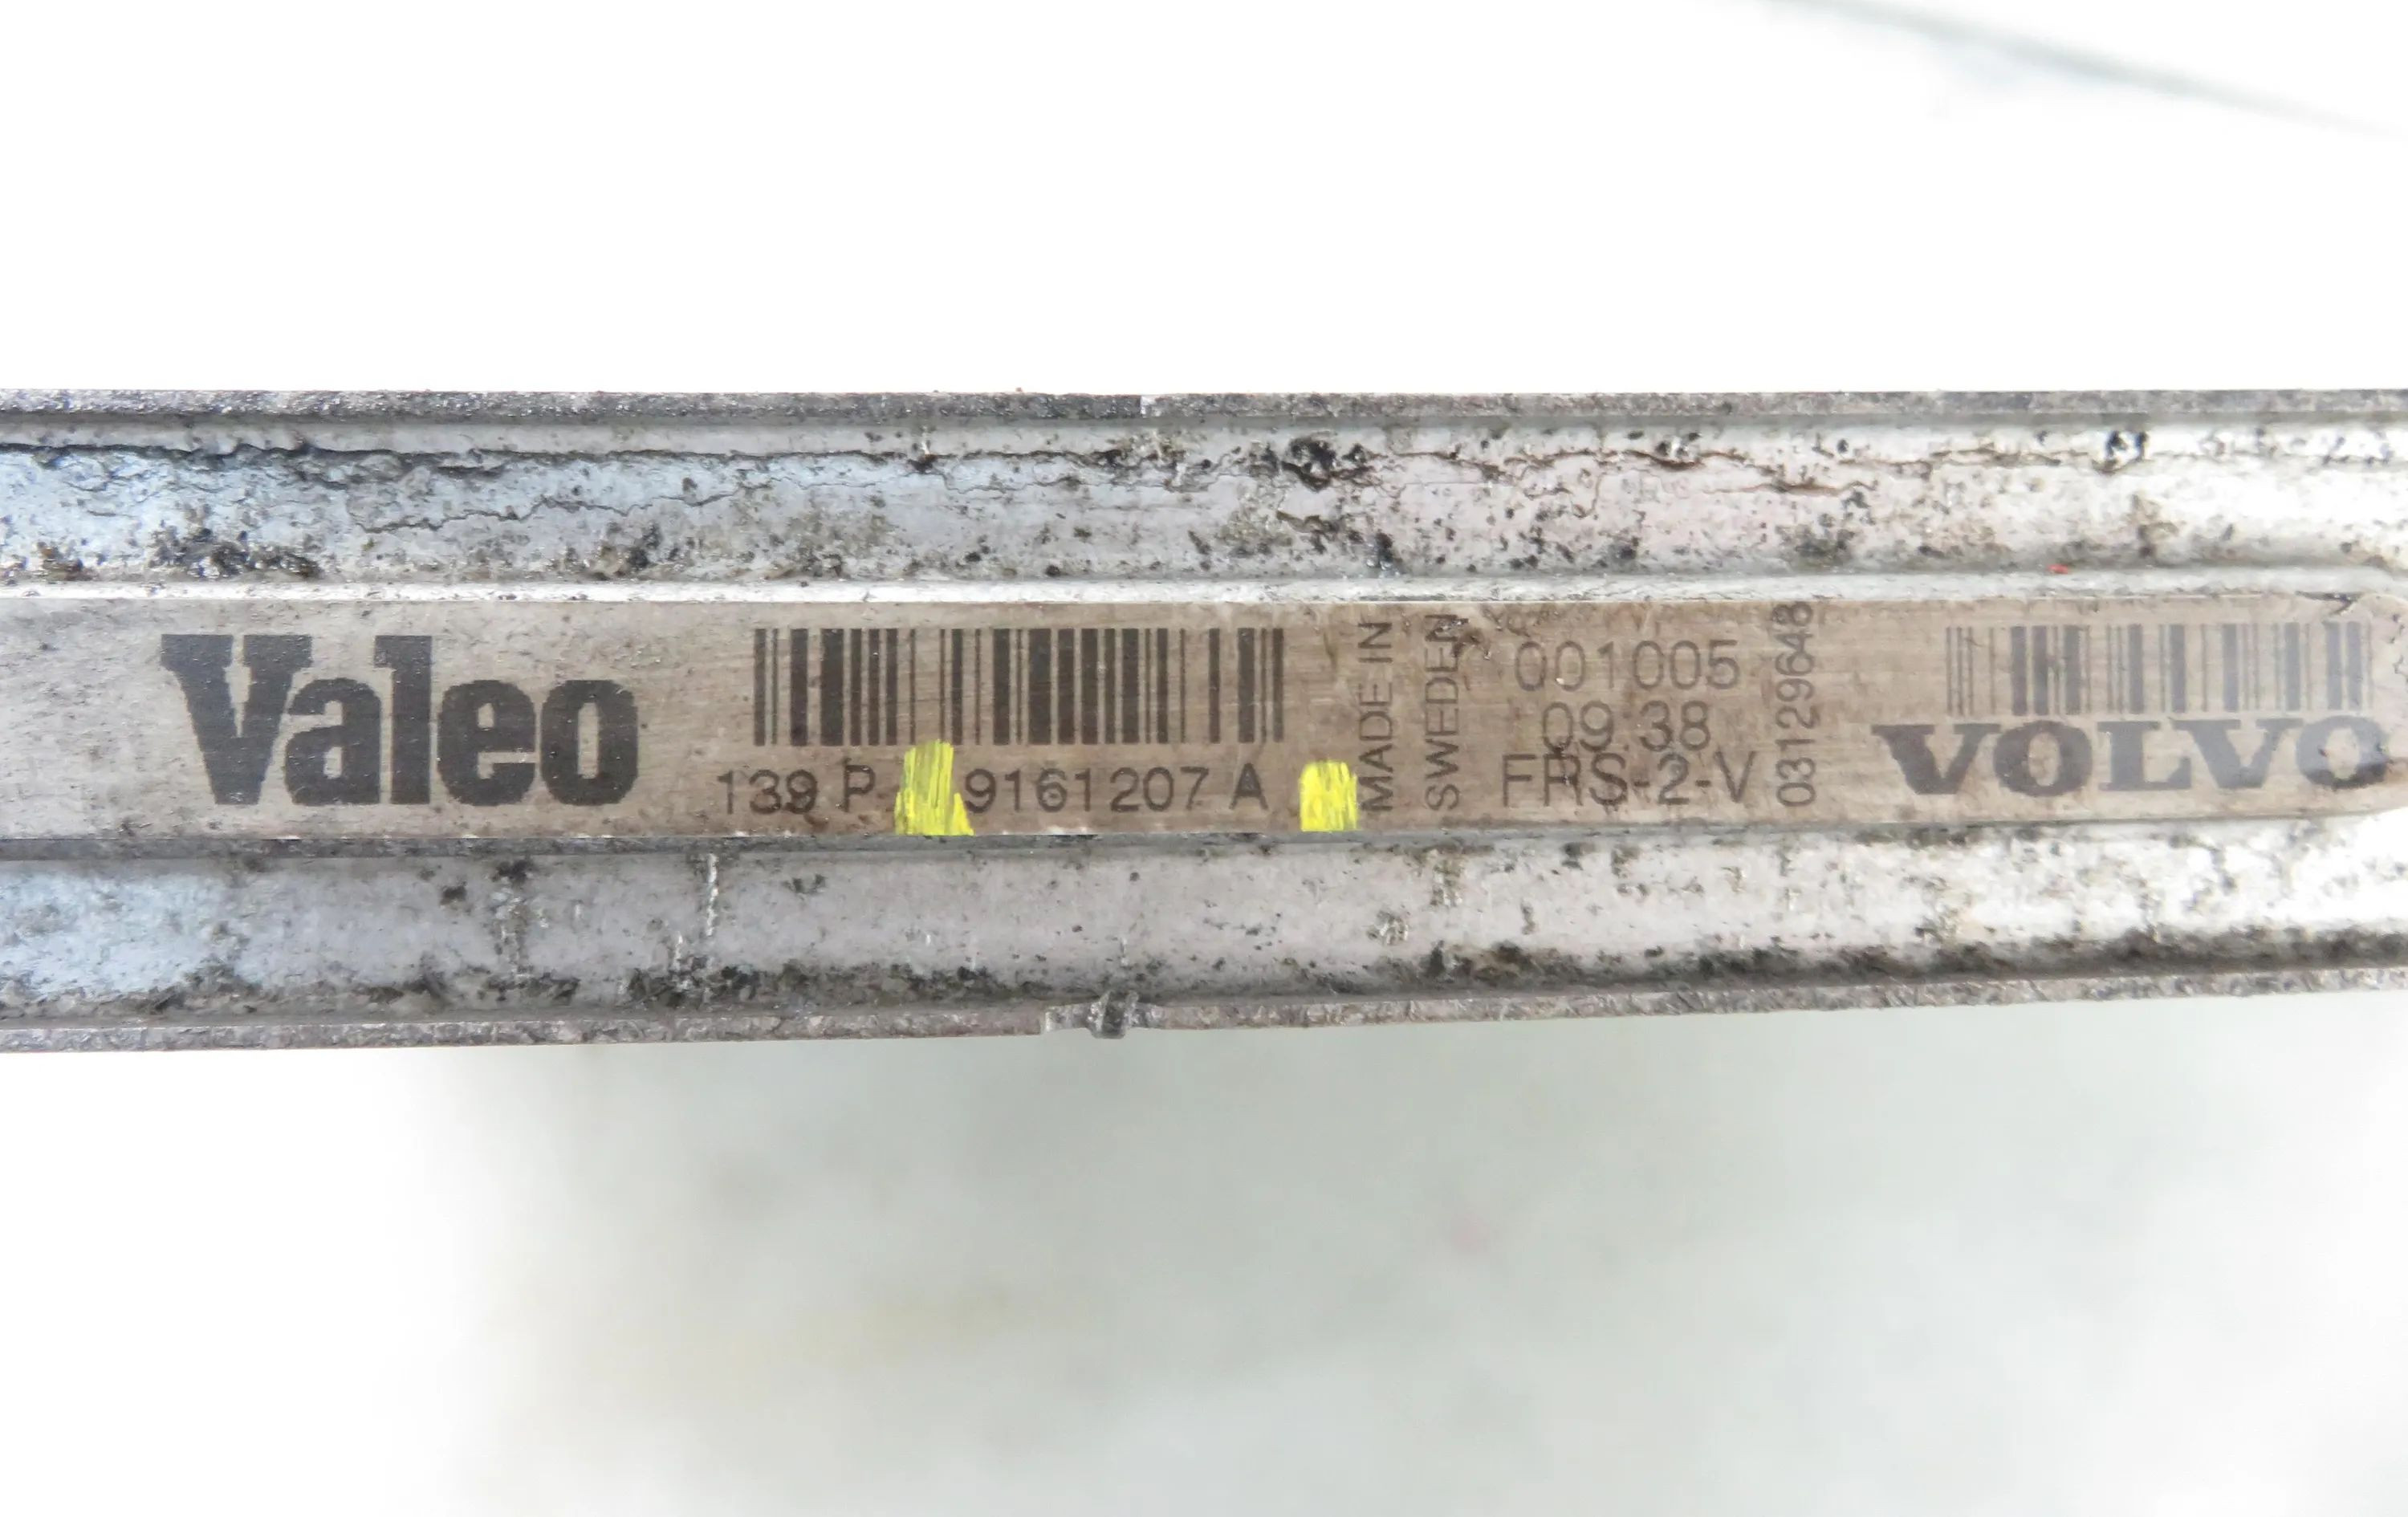 Valeo
139 P 9161207 A
MADE IN
SWEDEN
001005
09:38
FRS-2-V
03129648
VOLVO